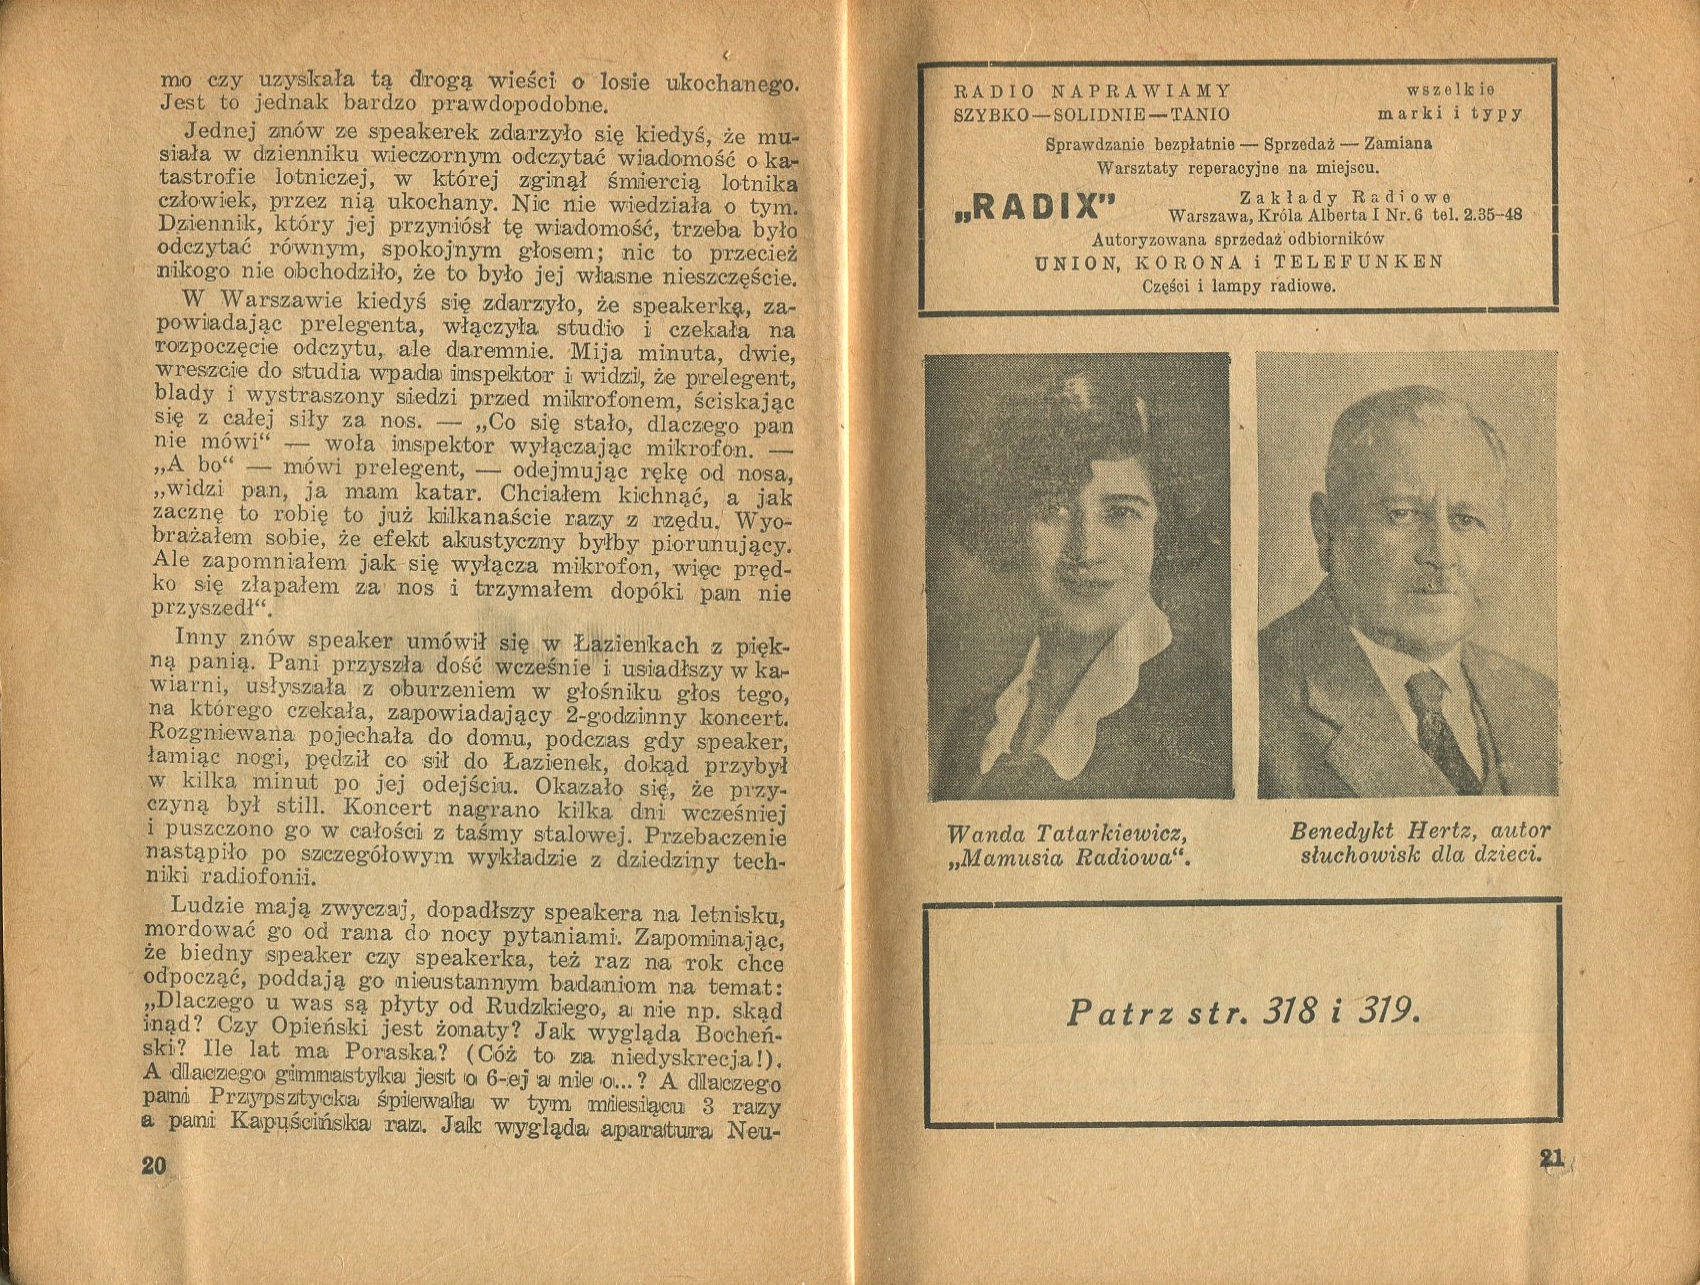 mo czy uzyskała tą drogą wieści o losie ukochanego.
Jest to jednak bardzo prawdopodobne.
Jednej znów ze speakerek zdarzyło się kiedyś, że mu-
siała w dzienniku wieczornym odczytać wiadomość o ka-
tastrofie lotniczej, w której zginął śmiercią lotnika
człowiek, przez nią ukochany. Nic nie wiedziała o tym.
Dziennik, który jej przyniósł tę wiadomość, trzeba było
odczytać równym, spokojnym głosem; nic to przecież
nikogo nie obchodziło, że to było jej własne nieszczęście.
W Warszawie kiedyś się zdarzyło, że speakerka, za-
powiadając prelegenta, włączyła studio i czekała na
rozpoczęcie odczytu, ale daremnie. Mija minuta, dwie,
wreszcie do studia wpada inspektor i widzi, że prelegent,
blady i wystraszony siedzi przed mikrofonem, ściskając
się z całej siły za nos. — „Co się stało, dlaczego pan
nie mówi“ — woła inspektor wyłączając mikrofon. —
„A bo“ — mówi prelegent, — odejmując rękę od nosa,
„widzi pan, ja mam katar. Chciałem kichnąć, a jak
zacznę to robię to już kilkanaście razy z rzędu. Wyo-
brażałem sobie, że efekt akustyczny byłby piorunujący.
Ale zapomniałem jak się wyłącza mikrofon, więc pręd-
ko się złapałem za nos i trzymałem dopóki pan nie
przyszedł“.
Inny znów speaker umówił się w Łazienkach z pięk-
ną panią. Pani przyszła dość wcześnie i usiadłszy w ka-
wiarni, usłyszała z oburzeniem w głośniku głos tego,
na którego czekała, zapowiadający 2-godzinny koncert.
Rozgniewana pojechała do domu, podczas gdy speaker,
łamiąc nogi, pędził co sił do Łazienek, dokąd przybył
w kilka minut po jej odejściu. Okazało się, że przy-
czyną był still. Koncert nagrano kilka dni wcześniej
i puszczono go w całości z taśmy stalowej. Przebaczenie
nastąpiło po szczegółowym wykładzie z dziedziny tech-
niki radiofonii.
Ludzie mają zwyczaj, dopadłszy speakera na letnisku,
mordować go od rana do nocy pytaniami. Zapominając,
że biedny speaker czy speakerka, też raz na rok chce
odpocząć, poddają go nieustannym badaniom na temat:
„Dlaczego u was są płyty od Rudzkiego, a nie np. skąd
inąd? Czy Opieński jest żonaty? Jak wygląda Bocheń-
ski? Ile lat ma Poraska? (Cóż to za niedyskrecja!).
A dlaczego gimnastyka jest o 6-ej a nie o...? A dlaczego
pani Przypsztycka śpiewała w tym miesiącu 3 razy
a pani Kapuścińska raz. Jak wygląda aparatura Neu-
20
RADIO NAPRAWIAMY wszelkie
SZYBKO—SOLIDNIE—TANIO marki i typy
Sprawdzanie bezpłatnie — Sprzedaż — Zamiana
Warsztaty reperacyjne na miejscu.
„RADIX” Zakłady Radiowe
Warszawa, Króla Alberta I Nr. 6 tel. 2.35-48
Autoryzowana sprzedaż odbiorników
UNION, KORONA i TELEFUNKEN
Części i lampy radiowe.
Wanda Tatarkiewicz,
„Mamusia Radiowa“.
Benedykt Hertz, autor
słuchowisk dla dzieci.
Patrz str. 318 i 319.
21